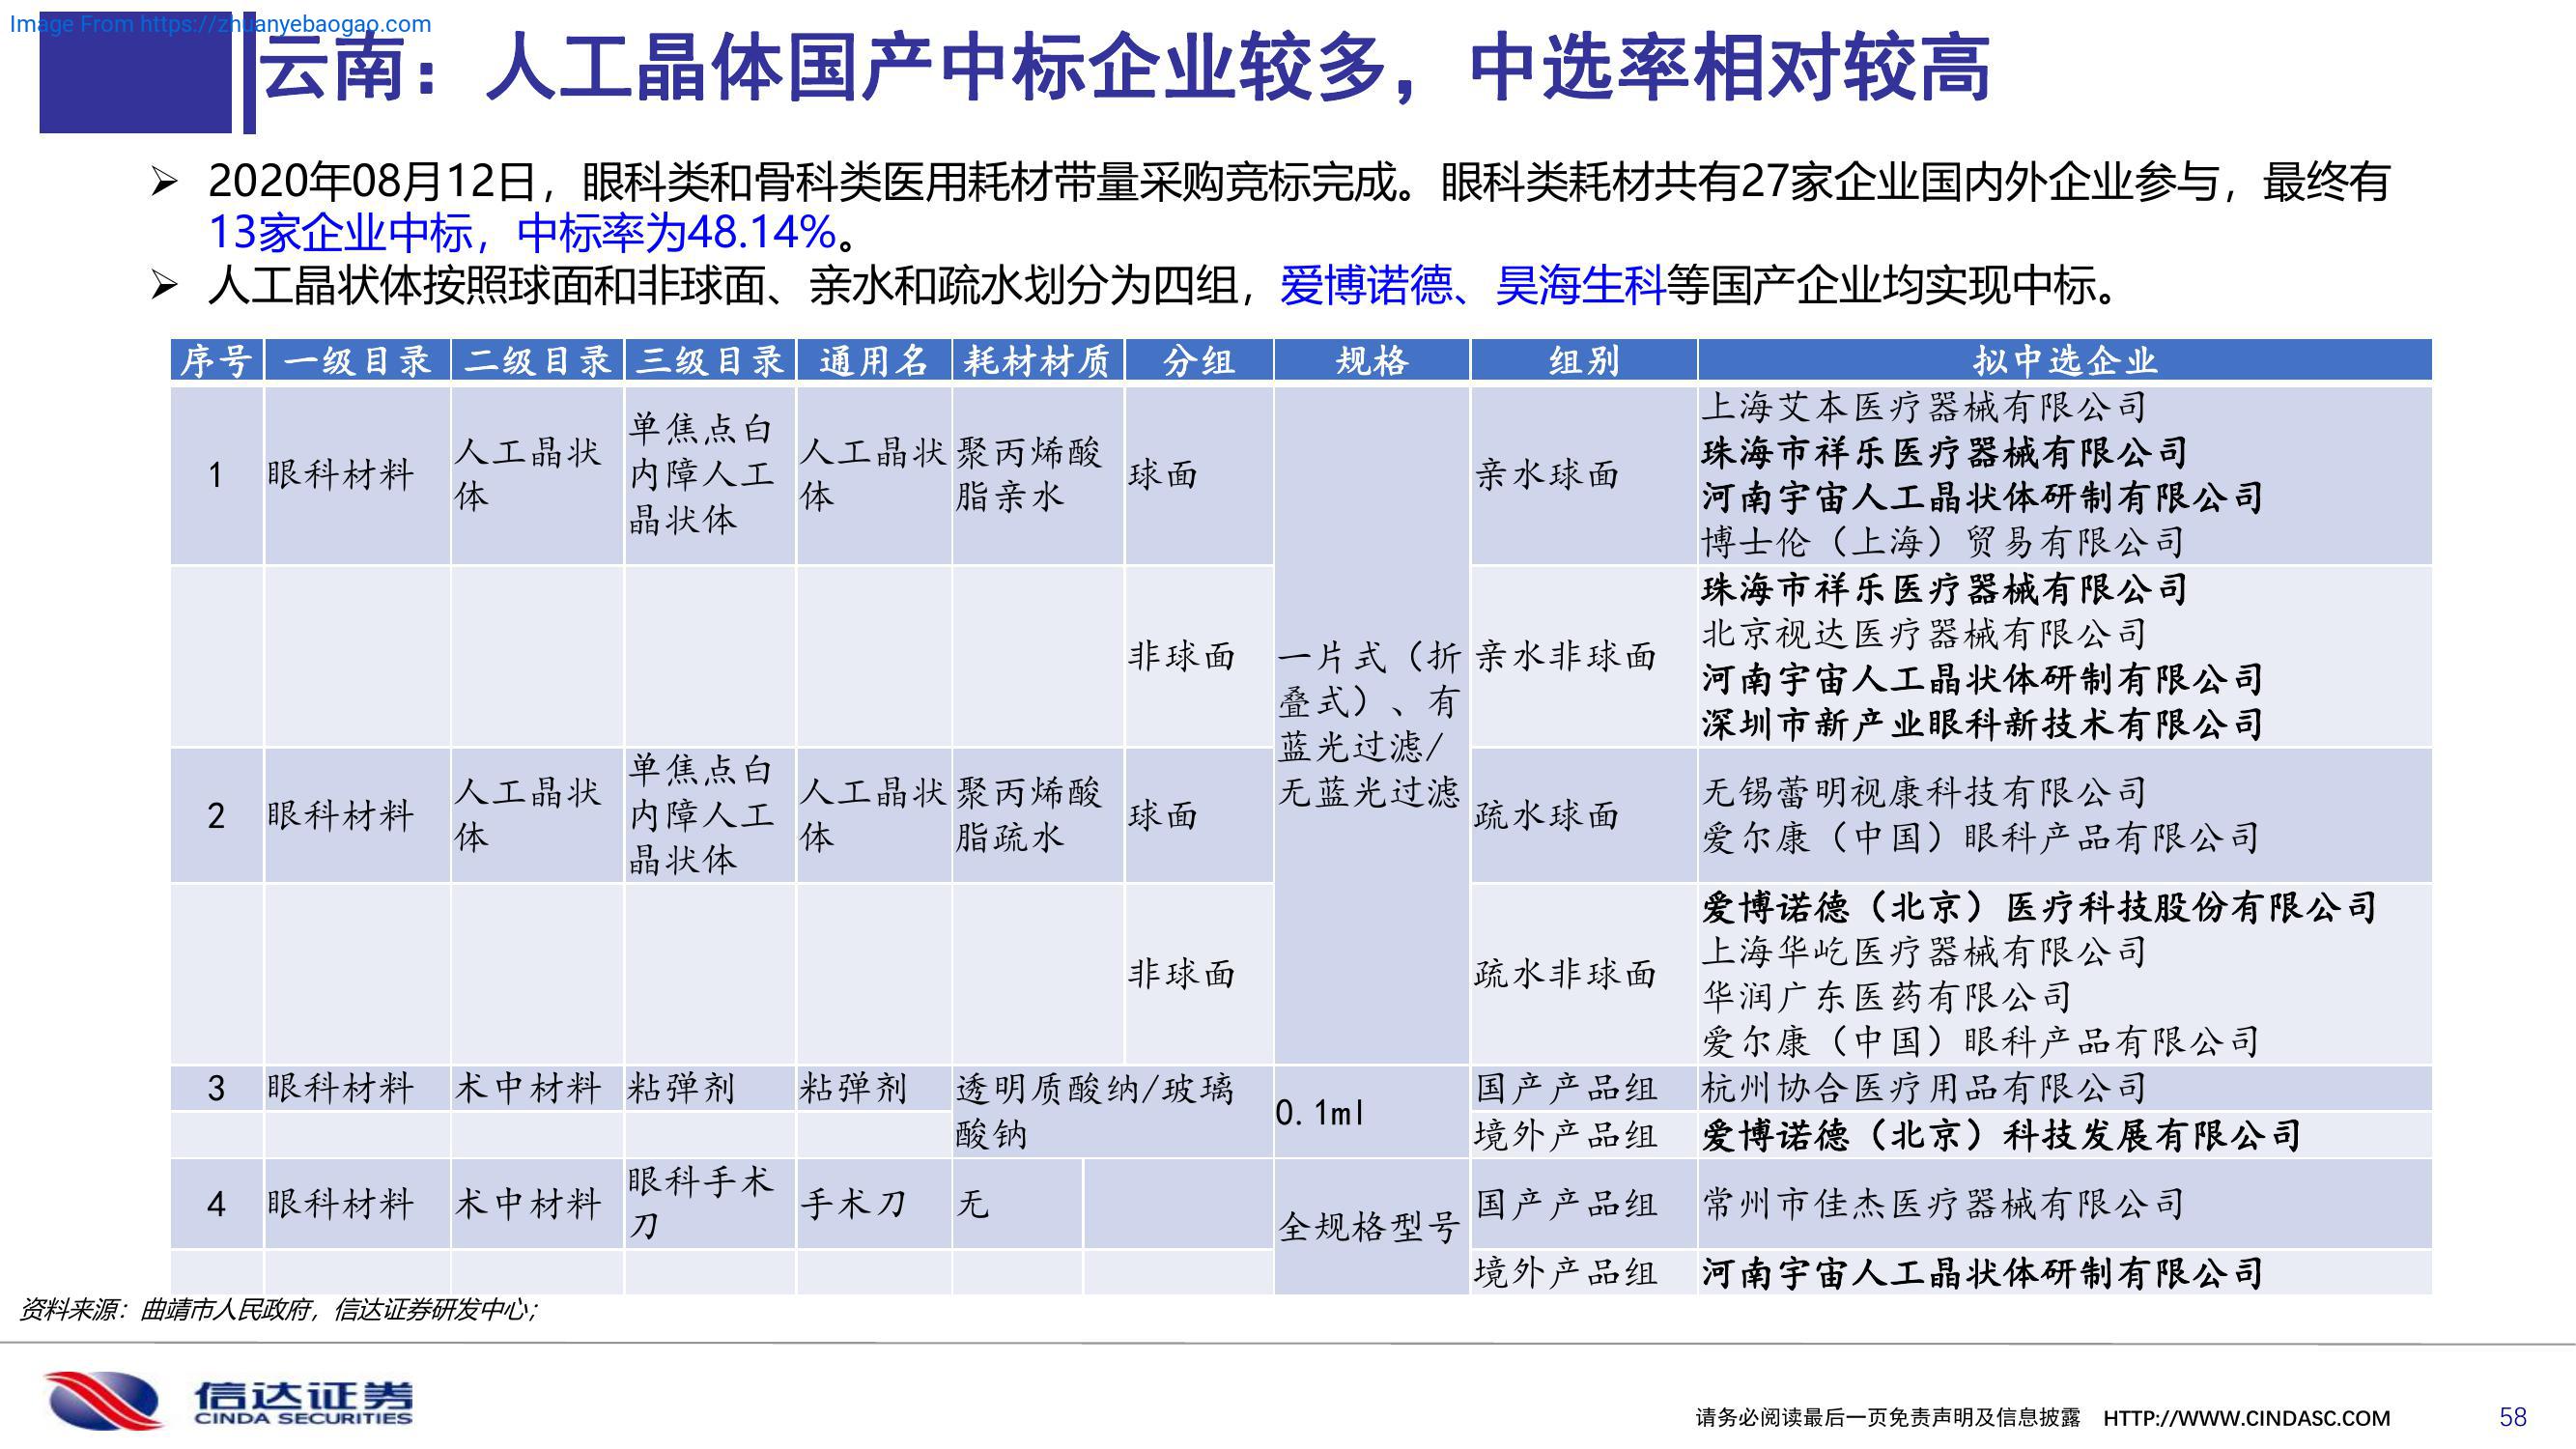 Image From https://zhuanyebaogao.com
云南：人工晶体国产中标企业较多，中选率相对较高
➢ 2020年08月12日，眼科类和骨科类医用耗材带量采购竞标完成。眼科类耗材共有27家企业国内外企业参与，最终有
13家企业中标，中标率为48.14%。
➢ 人工晶状体按照球面和非球面、亲水和疏水划分为四组，爱博诺德、昊海生科等国产企业均实现中标。
序号 一级目录 二级目录 三级目录 通用名 耗材材质 分组 规格 组别 拟中选企业
1
眼科材料
人工晶状
体
单焦点白
内障人工
晶状体
人工晶状
体
聚丙烯酸
脂亲水
球面
一片式（折
叠式）、有
蓝光过滤/
无蓝光过滤
亲水球面
上海艾本医疗器械有限公司
珠海市祥乐医疗器械有限公司
河南宇宙人工晶状体研制有限公司
博士伦（上海）贸易有限公司
非球面
亲水非球面
珠海市祥乐医疗器械有限公司
北京视达医疗器械有限公司
河南宇宙人工晶状体研制有限公司
深圳市新产业眼科新技术有限公司
2
眼科材料
人工晶状
体
单焦点白
内障人工
晶状体
人工晶状
体
聚丙烯酸
脂疏水
球面
疏水球面
无锡蕾明视康科技有限公司
爱尔康（中国）眼科产品有限公司
非球面
疏水非球面
爱博诺德（北京）医疗科技股份有限公司
上海华屹医疗器械有限公司
华润广东医药有限公司
爱尔康（中国）眼科产品有限公司
3
眼科材料
术中材料
粘弹剂
粘弹剂
透明质酸纳/玻璃
酸钠
0.1ml
国产产品组
杭州协合医疗用品有限公司
境外产品组
爱博诺德（北京）科技发展有限公司
4
眼科材料
术中材料
眼科手术
刀
手术刀
无
全规格型号
国产产品组
常州市佳杰医疗器械有限公司
境外产品组
河南宇宙人工晶状体研制有限公司
资料来源：曲靖市人民政府，信达证券研发中心；
信达证券
CINDA SECURITIES
请务必阅读最后一页免责声明及信息披露 HTTP://WWW.CINDASC.COM 58